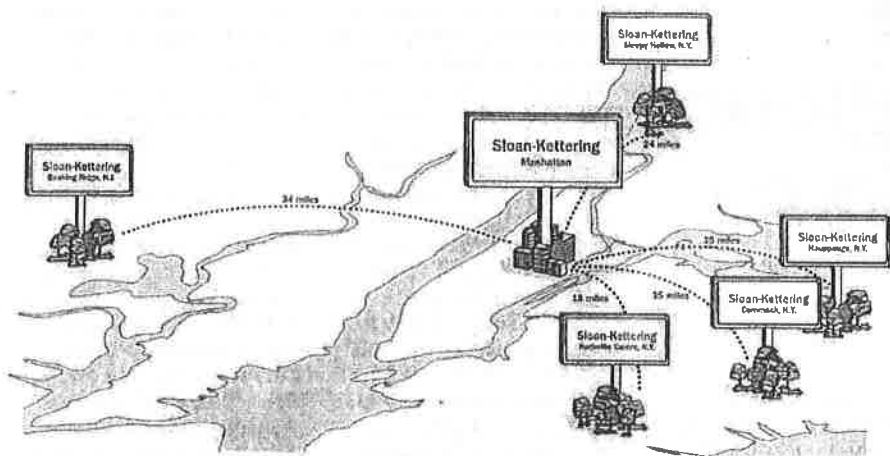 Sloan-Kettering
Sleepy Hollow, N.Y.
Sloan-Kettering
Manhattan
24 miles
Sloan-Kettering
Basking Ridge, N.J.
34 miles
Sloan-Kettering
Hauppauge, N.Y.
35 miles
Sloan-Kettering
Commack, N.Y.
35 miles
18 miles
Sloan-Kettering
Rockville Centre, N.Y.